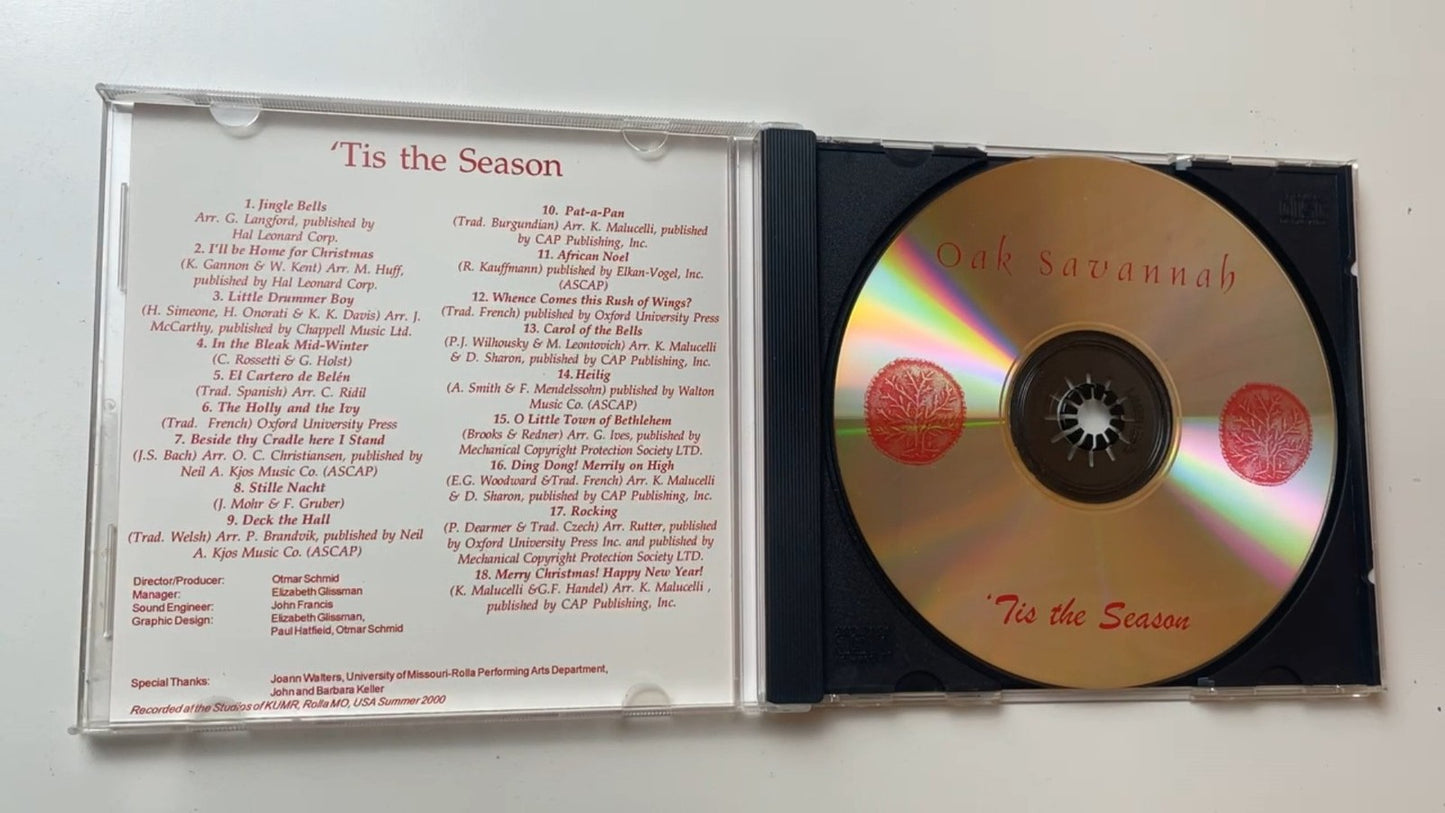 ‘Tis the Season
1. Jingle Bells
Arr. G. Langford, published by
Hal Leonard Corp.
2. I'll be Home for Christmas
(K. Gannon & W. Kent) Arr. M. Huff,
published by Hal Leonard Corp.
3. Little Drummer Boy
(H. Simeone, H. Onorati & K. K. Davis) Arr. J.
McCarthy, published by Chappell Music Ltd.
4. In the Bleak Mid-Winter
(C. Rossetti & G. Holst)
5. El Cartero de Belén
(Trad. Spanish) Arr. C. Ridil
6. The Holly and the Ivy
(Trad. French) Oxford University Press
7. Beside thy Cradle here I Stand
(J.S. Bach) Arr. O. C. Christiansen, published by
Neil A. Kjos Music Co. (ASCAP)
8. Stille Nacht
(J. Mohr & F. Gruber)
9. Deck the Hall
(Trad. Welsh) Arr. P. Brandvik, published by Neil
A. Kjos Music Co. (ASCAP)
10. Pat-a-Pan
(Trad. Burgundian) Arr. K. Malucelli, published
by CAP Publishing, Inc.
11. African Noel
(R. Kauffmann) published by Elkan-Vogel, Inc.
(ASCAP)
12. Whence Comes this Rush of Wings?
(Trad. French) published by Oxford University Press
13. Carol of the Bells
(P.J. Wilhousky & M. Leontovich) Arr. K. Malucelli
& D. Sharon, published by CAP Publishing, Inc.
14. Heilig
(A. Smith & F. Mendelssohn) published by Walton
Music Co. (ASCAP)
15. O Little Town of Bethlehem
(Brooks & Redner) Arr. G. Ives, published by
Mechanical Copyright Protection Society LTD.
16. Ding Dong! Merrily on High
(E.G. Woodward &Trad. French) Arr. K. Malucelli
& D. Sharon, published by CAP Publishing, Inc.
17. Rocking
(P. Dearmer & Trad. Czech) Arr. Rutter, published
by Oxford University Press Inc. and published by
Mechanical Copyright Protection Society LTD.
18. Merry Christmas! Happy New Year!
(K. Malucelli &G.F. Handel) Arr. K. Malucelli ,
published by CAP Publishing, Inc.
Director/Producer: Otmar Schmid
Manager: Elizabeth Glissman
Sound Engineer: John Francis
Graphic Design: Elizabeth Glissman,
Paul Hatfield, Otmar Schmid
Special Thanks: Joann Walters, University of Missouri-Rolla Performing Arts Department,
John and Barbara Keller
Recorded at the Studios of KUMR, Rolla MO, USA Summer 2000
Oak Savannah
‘Tis the Season